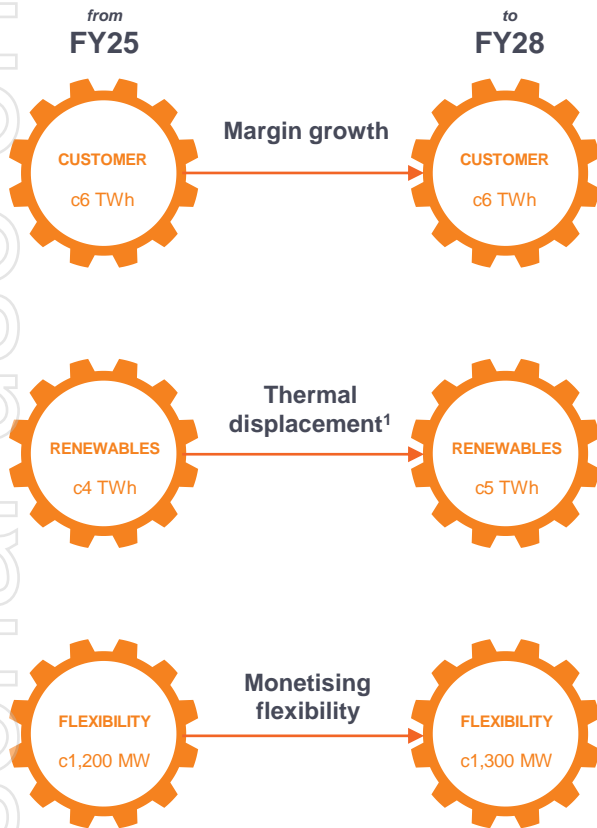 from
FY25
to
FY28
CUSTOMER
c6 TWh
Margin growth
CUSTOMER
c6 TWh
RENEWABLES
c4 TWh
Thermal
displacement¹
RENEWABLES
c5 TWh
FLEXIBILITY
c1,200 MW
Monetising
flexibility
FLEXIBILITY
c1,300 MW